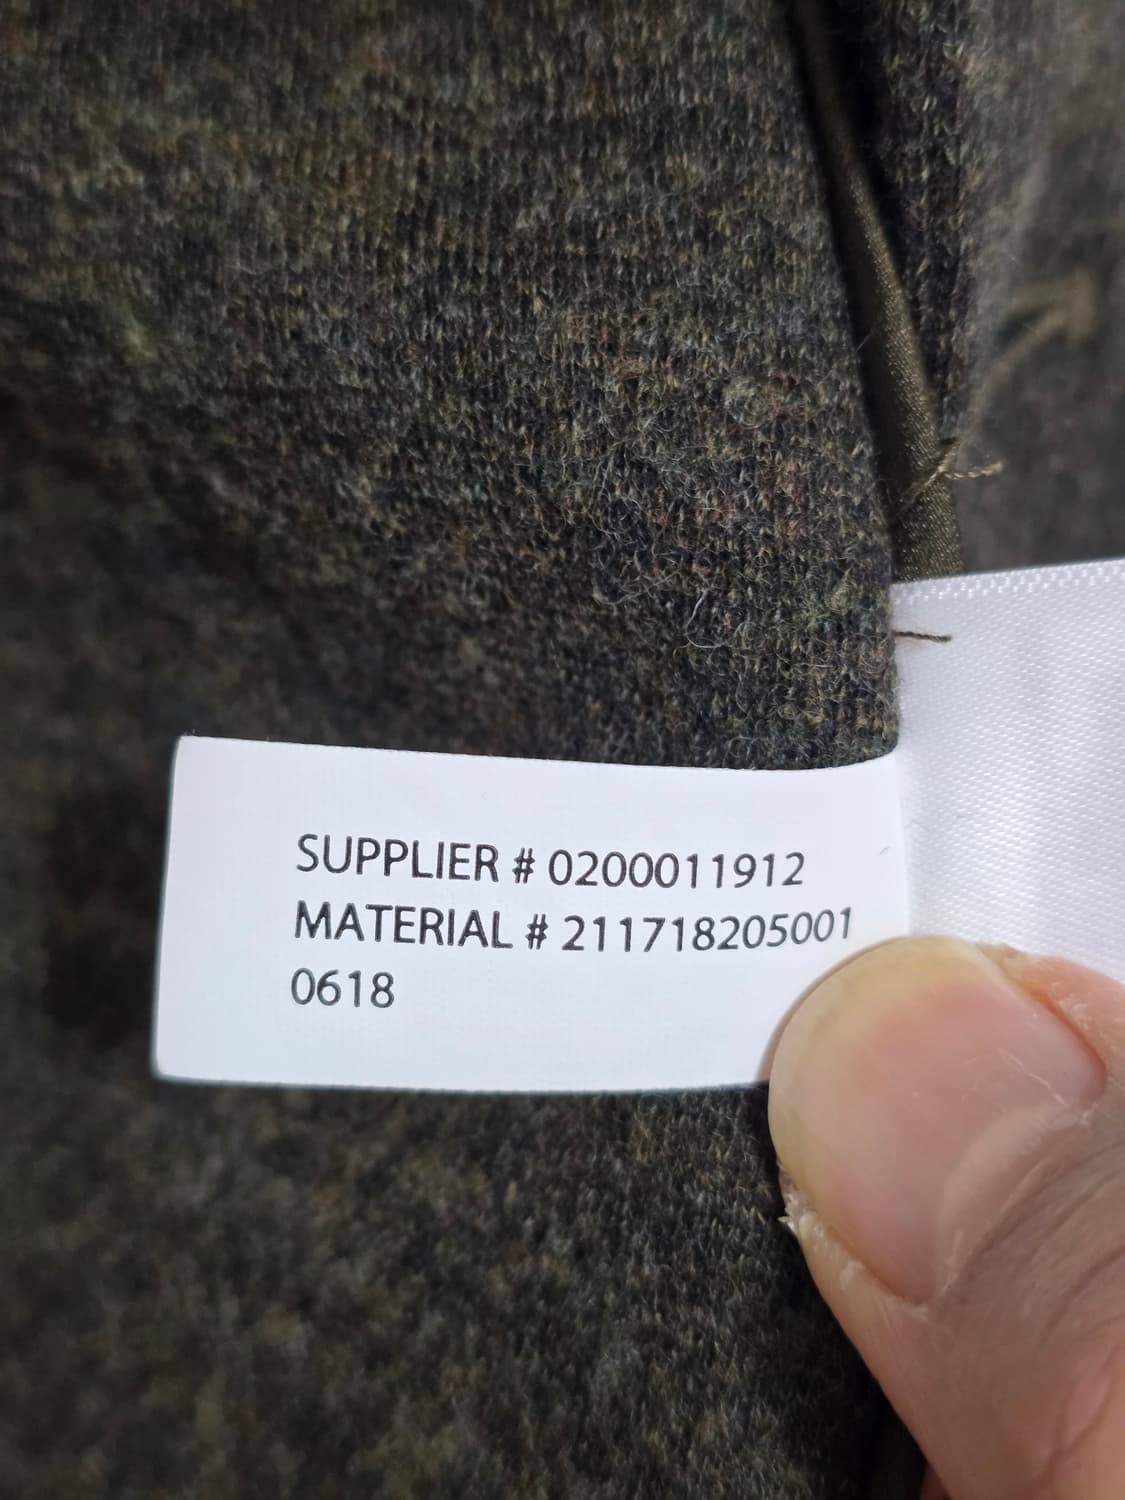 SUPPLIER # 0200011912
MATERIAL # 211718205001
0618